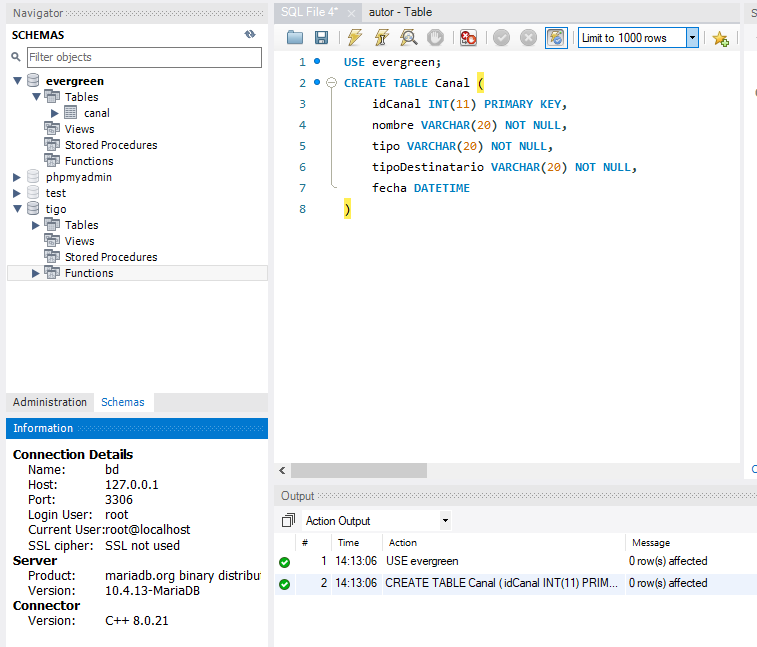 Navigator
SCHEMAS
Filter objects
evergreen
Tables
canal
Views
Stored Procedures
Functions
phpmyadmin
test
tigo
Tables
Views
Stored Procedures
Functions
Administration Schemas
Information
Connection Details
Name: bd
Host: 127.0.0.1
Port: 3306
Login User: root
Current User:root@localhost
SSL cipher: SSL not used
Server
Product: mariadb.org binary distribu
Version: 10.4.13-MariaDB
Connector
Version: C++ 8.0.21
SQL File 4* autor - Table
Limit to 1000 rows
1 USE evergreen;
2 CREATE TABLE Canal (
3 idCanal INT(11) PRIMARY KEY,
4 nombre VARCHAR(20) NOT NULL,
5 tipo VARCHAR(20) NOT NULL,
6 tipoDestinatario VARCHAR(20) NOT NULL,
7 fecha DATETIME
8 )
Output
Action Output
# Time Action Message
1 14:13:06 USE evergreen 0 row(s) affected
2 14:13:06 CREATE TABLE Canal ( idCanal INT(11) PRIM... 0 row(s) affected